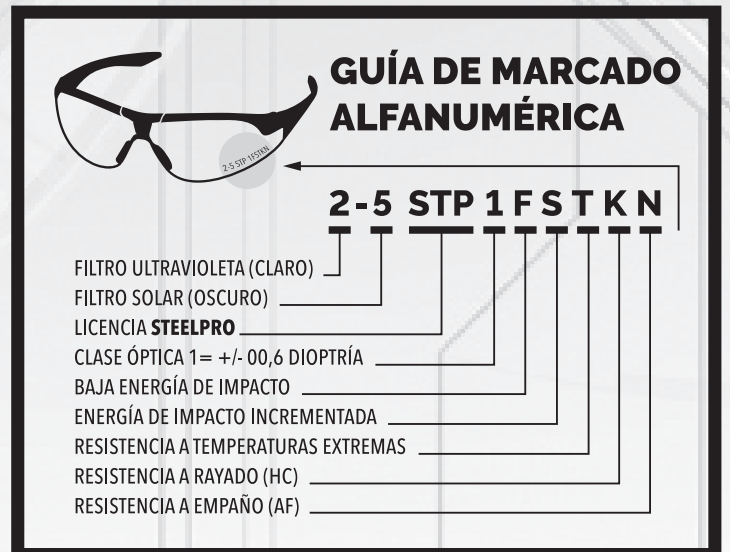 GUÍA DE MARCADO
ALFANUMÉRICA
2-5 STP 1FSTKN
2-5 STP 1 F S T K N
FILTRO ULTRAVIOLETA (CLARO)
FILTRO SOLAR (OSCURO)
LICENCIA STEELPRO
CLASE ÓPTICA 1= +/- 00,6 DIOPTRÍA
BAJA ENERGÍA DE IMPACTO
ENERGÍA DE IMPACTO INCREMENTADA
RESISTENCIA A TEMPERATURAS EXTREMAS
RESISTENCIA A RAYADO (HC)
RESISTENCIA A EMPAÑO (AF)